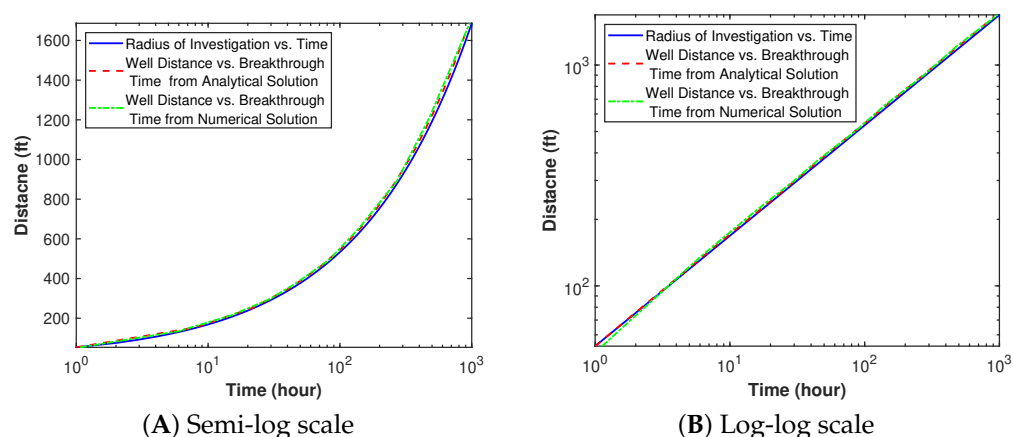 1600
1400
1200
1000
800
600
400
200
Distacne (ft)
Radius of Investigation vs. Time
Well Distance vs. Breakthrough
Time from Analytical Solution
Well Distance vs. Breakthrough
Time from Numerical Solution
10^0
10^1
10^2
10^3
Time (hour)
(A) Semi-log scale
10^3
10^2
Distacne (ft)
Radius of Investigation vs. Time
Well Distance vs. Breakthrough
Time from Analytical Solution
Well Distance vs. Breakthrough
Time from Numerical Solution
10^0
10^1
10^2
10^3
Time (hour)
(B) Log-log scale